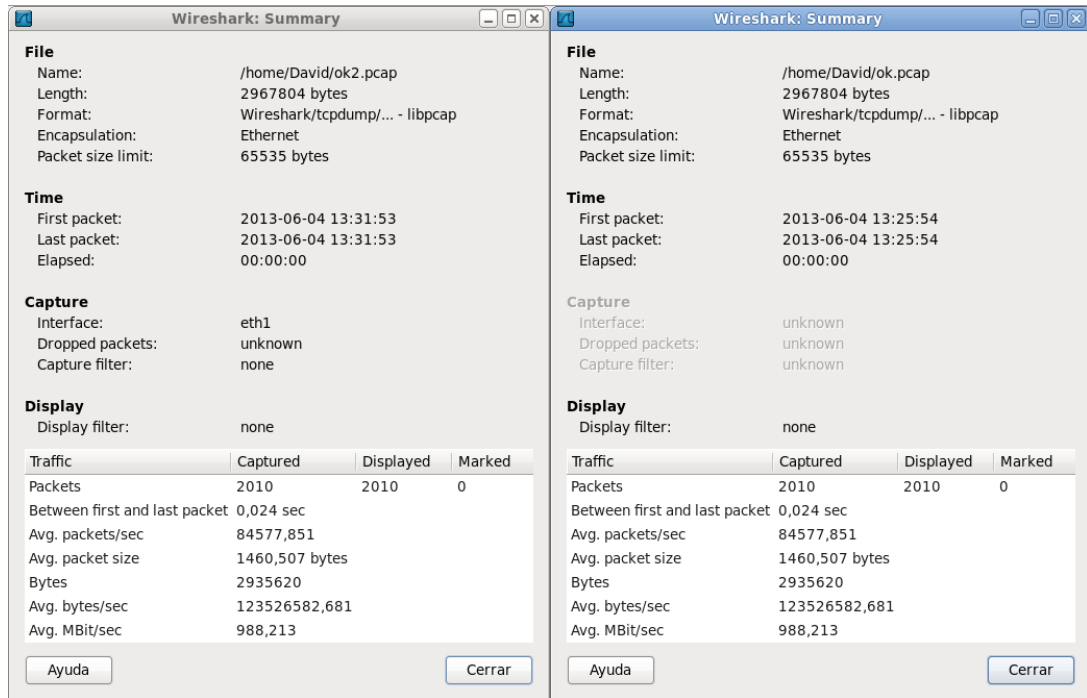 Wireshark: Summary
File
Name: /home/David/ok2.pcap
Length: 2967804 bytes
Format: Wireshark/tcpdump/... - libpcap
Encapsulation: Ethernet
Packet size limit: 65535 bytes
Time
First packet: 2013-06-04 13:31:53
Last packet: 2013-06-04 13:31:53
Elapsed: 00:00:00
Capture
Interface: eth1
Dropped packets: unknown
Capture filter: none
Display
Display filter: none
Traffic Captured Displayed Marked
Packets 2010 2010 0
Between first and last packet 0,024 sec
Avg. packets/sec 84577,851
Avg. packet size 1460,507 bytes
Bytes 2935620
Avg. bytes/sec 123526582,681
Avg. MBit/sec 988,213
Ayuda Cerrar
Wireshark: Summary
File
Name: /home/David/ok.pcap
Length: 2967804 bytes
Format: Wireshark/tcpdump/... - libpcap
Encapsulation: Ethernet
Packet size limit: 65535 bytes
Time
First packet: 2013-06-04 13:25:54
Last packet: 2013-06-04 13:25:54
Elapsed: 00:00:00
Capture
Interface: unknown
Dropped packets: unknown
Capture filter: unknown
Display
Display filter: none
Traffic Captured Displayed Marked
Packets 2010 2010 0
Between first and last packet 0,024 sec
Avg. packets/sec 84577,851
Avg. packet size 1460,507 bytes
Bytes 2935620
Avg. bytes/sec 123526582,681
Avg. MBit/sec 988,213
Ayuda Cerrar